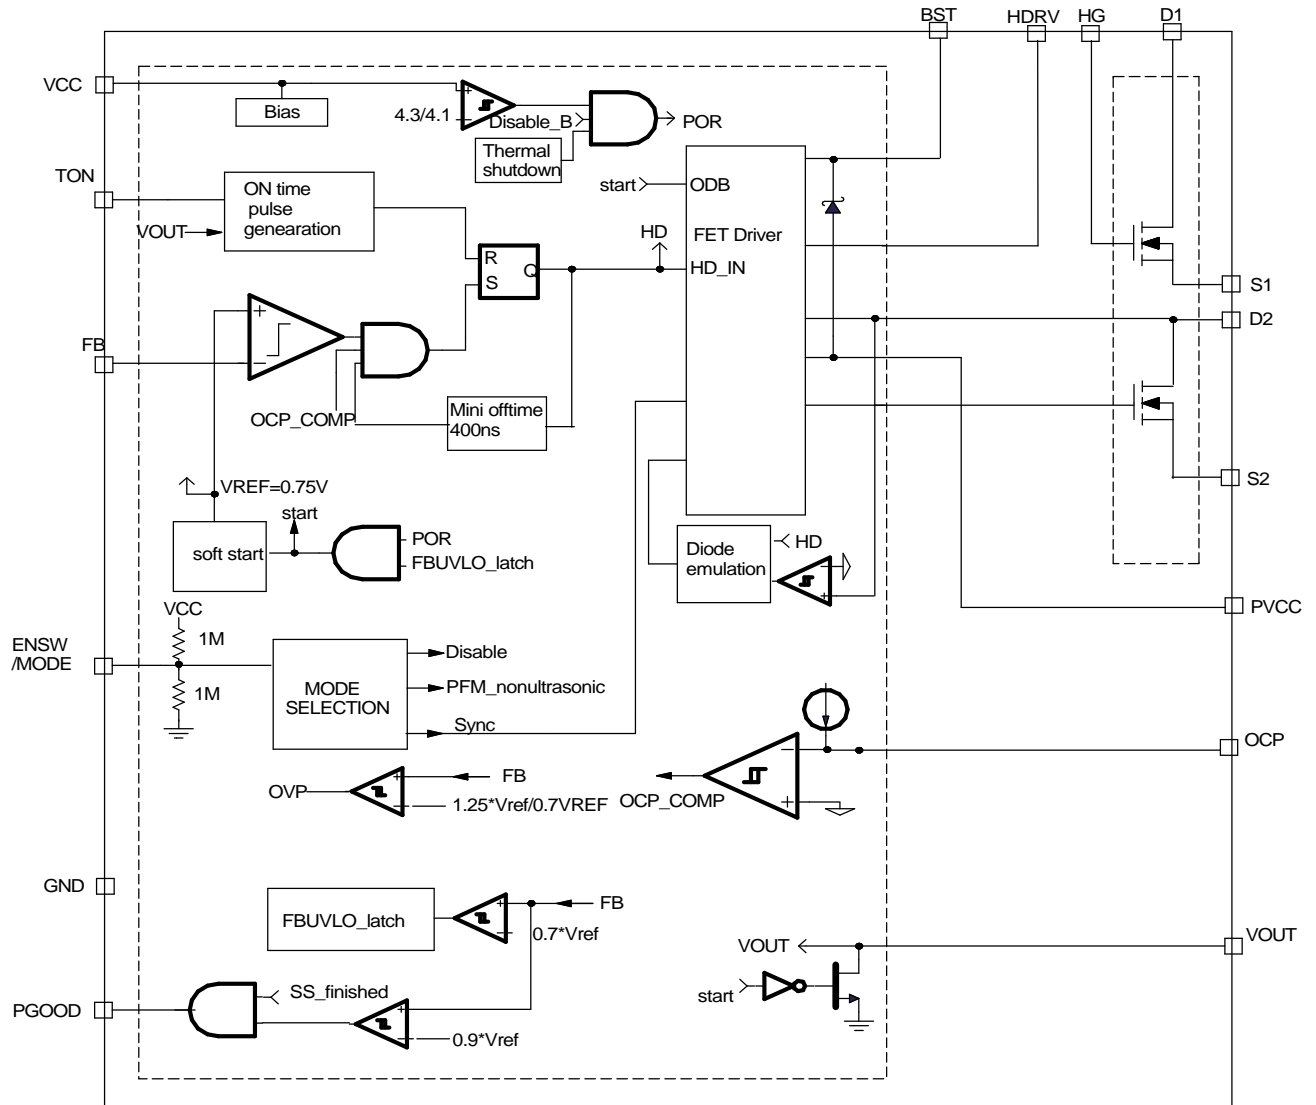 BST
HDRV
HG
D1
VCC
Bias
4.3/4.1
Disable_B
POR
Thermal
shutdown
TON
ON time
pulse
genearation
VOUT
start
ODB
FET Driver
HD
HD_IN
R
S
Q
S1
D2
FB
OCP_COMP
Mini offtime
400ns
VREF=0.75V
start
soft start
POR
FBUVLO_latch
Diode
emulation
HD
S2
PVCC
VCC
1M
1M
ENSW
/MODE
MODE
SELECTION
Disable
PFM_nonultrasonic
Sync
OCP
OCP_COMP
OVP
FB
1.25*Vref/0.7VREF
GND
FBUVLO_latch
FB
0.7*Vref
VOUT
VOUT
start
PGOOD
SS_finished
0.9*Vref